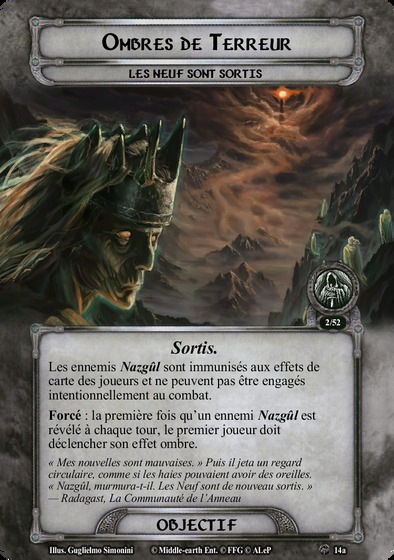 OMBRES DE TERREUR
LES NEUF SONT SORTIS
2/52
Sortis.
Les ennemis Nazgûl sont immunisés aux effets de
carte des joueurs et ne peuvent pas être engagés
intentionnellement au combat.
Forcé : la première fois qu'un ennemi Nazgûl est
révélé à chaque tour, le premier joueur doit
déclencher son effet ombre.
« Mes nouvelles sont mauvaises. » Puis il jeta un regard
circulaire, comme si les haies pouvaient avoir des oreilles.
« Nazgûl, murmura-t-il. Les Neuf sont de nouveau sortis. »
— Radagast, La Communauté de l'Anneau
OBJECTIF
Illus. Guglielmo Simonini © Middle-earth Ent. © FFG © ALeP 14a